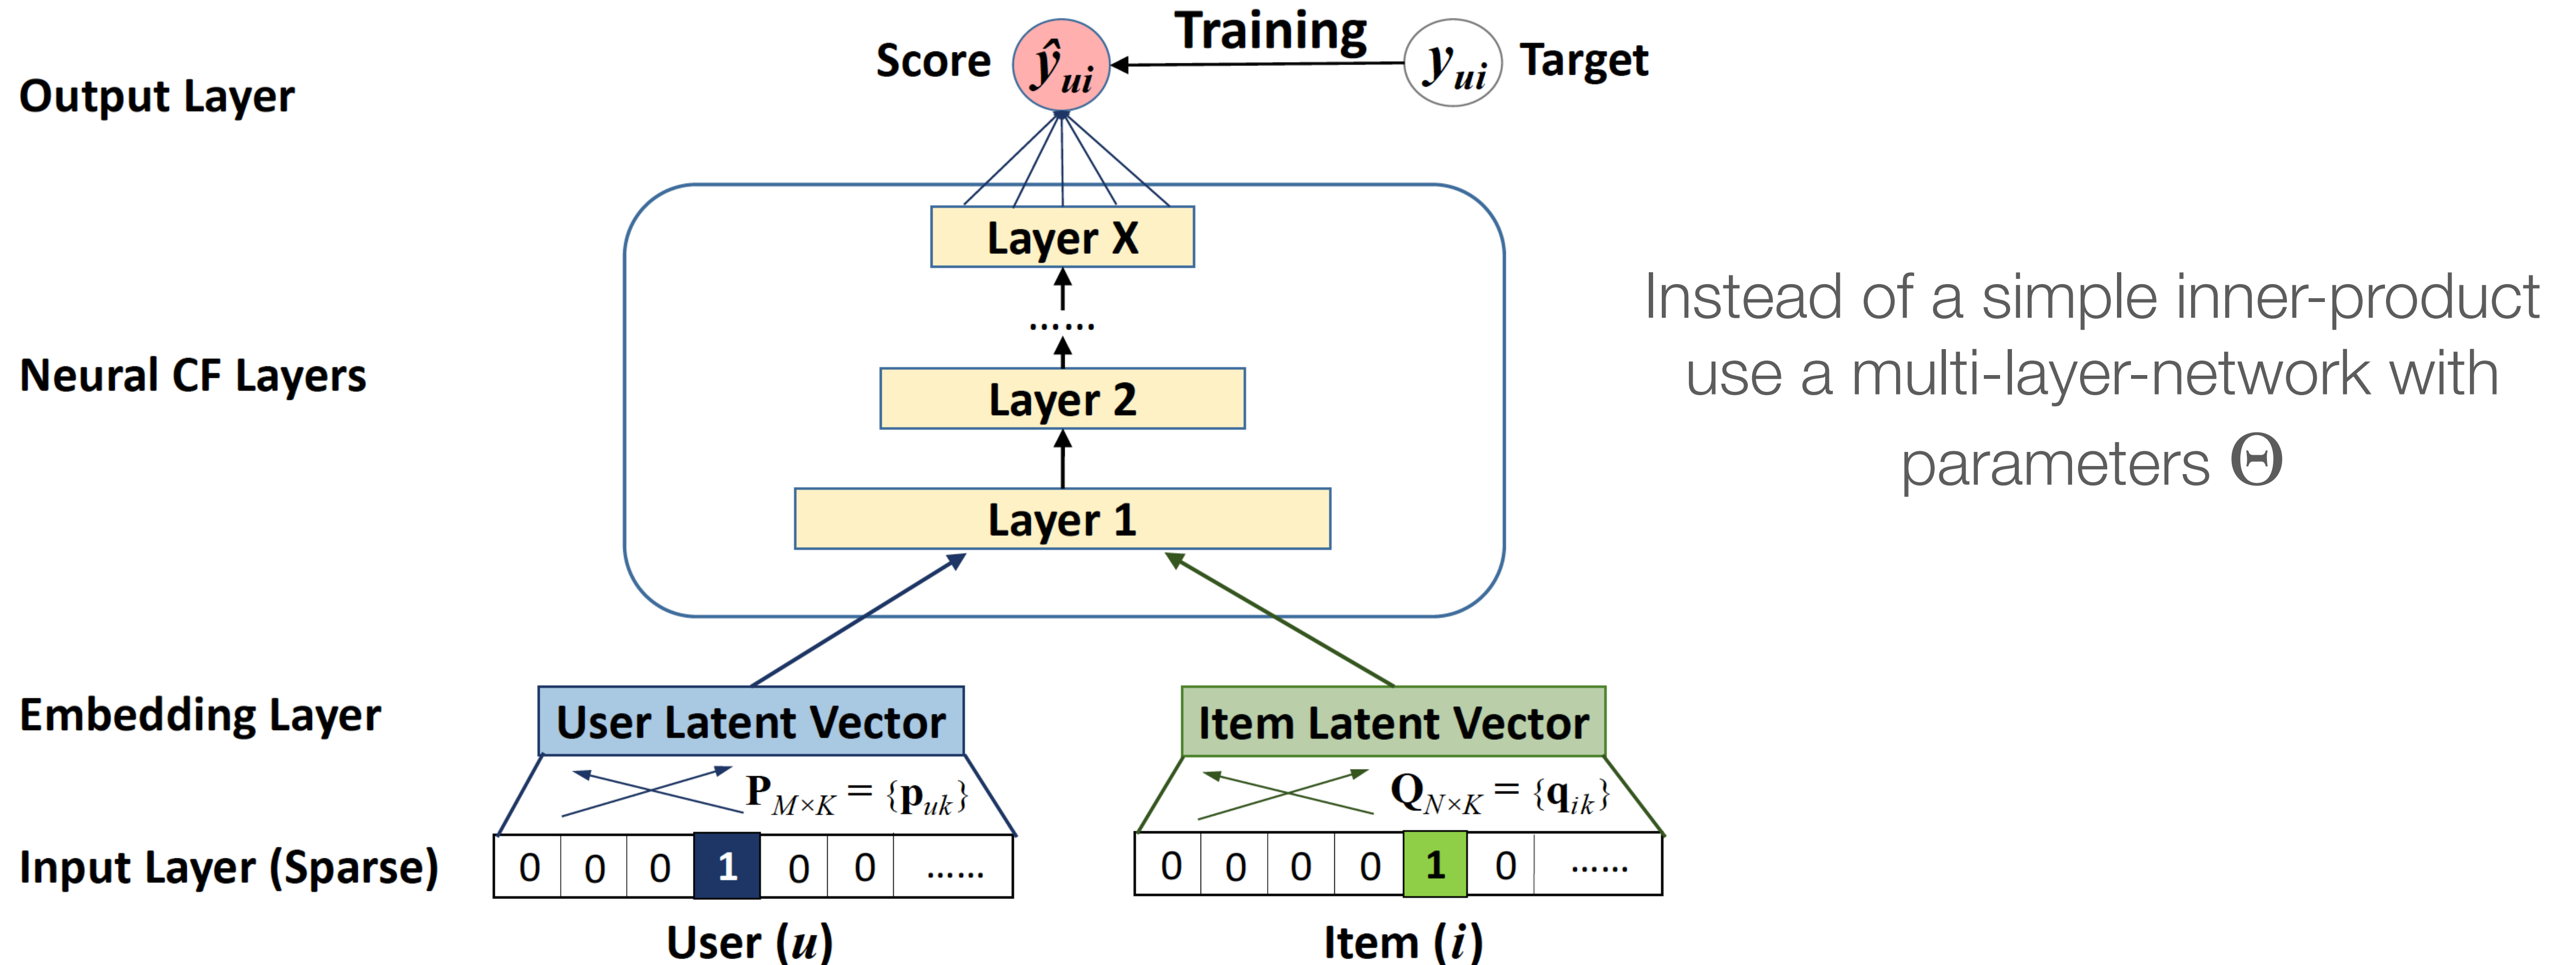 Output Layer
Score
ŷui
Training
yui
Target
Neural CF Layers
Layer X
......
Layer 2
Layer 1
Instead of a simple inner-product
use a multi-layer-network with
parameters Θ
Embedding Layer
User Latent Vector
Item Latent Vector
PM×K = {puk}
QN×K = {qik}
Input Layer (Sparse)
0 0 0 1 0 0 ......
0 0 0 0 1 0 ......
User (u)
Item (i)